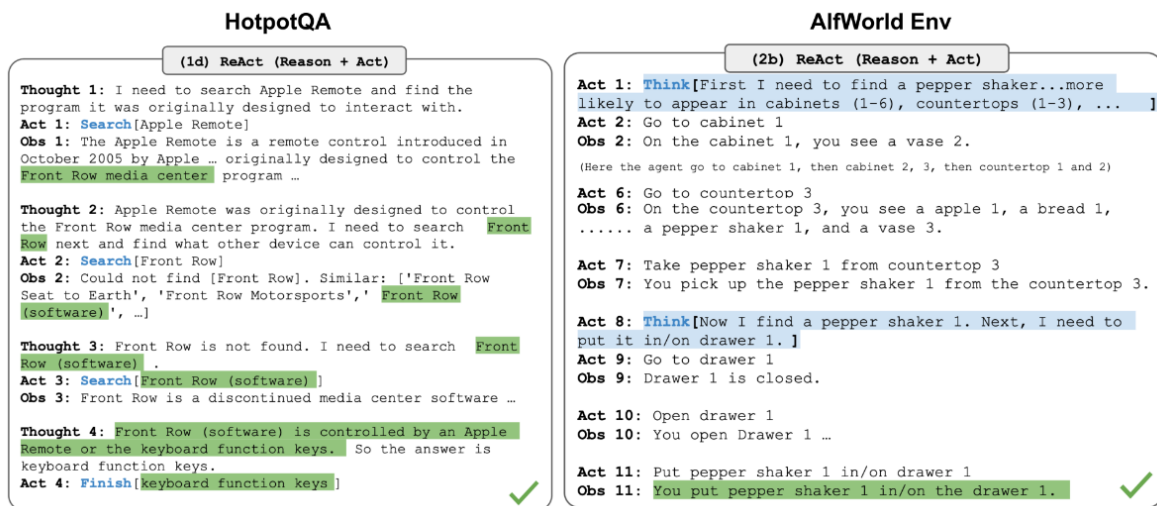 HotpotQA
(1d) ReAct (Reason + Act)
Thought 1: I need to search Apple Remote and find the
program it was originally designed to interact with.
Act 1: Search[Apple Remote]
Obs 1: The Apple Remote is a remote control introduced in
October 2005 by Apple … originally designed to control the
Front Row media center program …
Thought 2: Apple Remote was originally designed to control
the Front Row media center program. I need to search Front
Row next and find what other device can control it.
Act 2: Search[Front Row]
Obs 2: Could not find [Front Row]. Similar: ['Front Row
Seat to Earth', 'Front Row Motorsports',' Front Row
(software)', …]
Thought 3: Front Row is not found. I need to search Front
Row (software) .
Act 3: Search[Front Row (software)]
Obs 3: Front Row is a discontinued media center software …
Thought 4: Front Row (software) is controlled by an Apple
Remote or the keyboard function keys. So the answer is
keyboard function keys.
Act 4: Finish[keyboard function keys]
AlfWorld Env
(2b) ReAct (Reason + Act)
Act 1: Think[First I need to find a pepper shaker...more
likely to appear in cabinets (1-6), countertops (1-3), ... ]
Act 2: Go to cabinet 1
Obs 2: On the cabinet 1, you see a vase 2.
(Here the agent go to cabinet 1, then cabinet 2, 3, then countertop 1 and 2)
Act 6: Go to countertop 3
Obs 6: On the countertop 3, you see a apple 1, a bread 1,
...... a pepper shaker 1, and a vase 3.
Act 7: Take pepper shaker 1 from countertop 3
Obs 7: You pick up the pepper shaker 1 from the countertop 3.
Act 8: Think[Now I find a pepper shaker 1. Next, I need to
put it in/on drawer 1. ]
Act 9: Go to drawer 1
Obs 9: Drawer 1 is closed.
Act 10: Open drawer 1
Obs 10: You open Drawer 1 …
Act 11: Put pepper shaker 1 in/on drawer 1
Obs 11: You put pepper shaker 1 in/on the drawer 1.